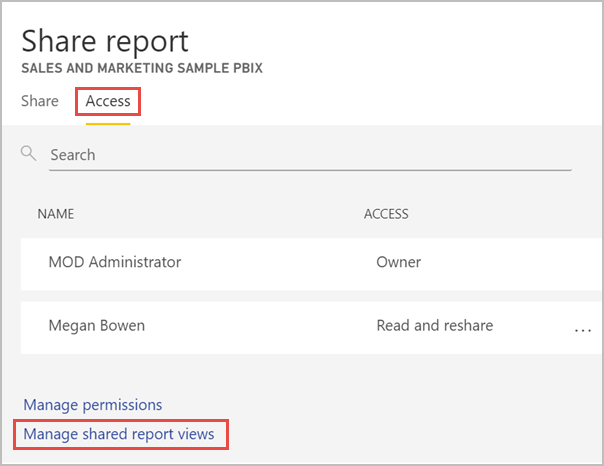 Share report
SALES AND MARKETING SAMPLE PBIX
Share Access
Search
NAME ACCESS
MOD Administrator Owner
Megan Bowen Read and reshare ...
Manage permissions
Manage shared report views